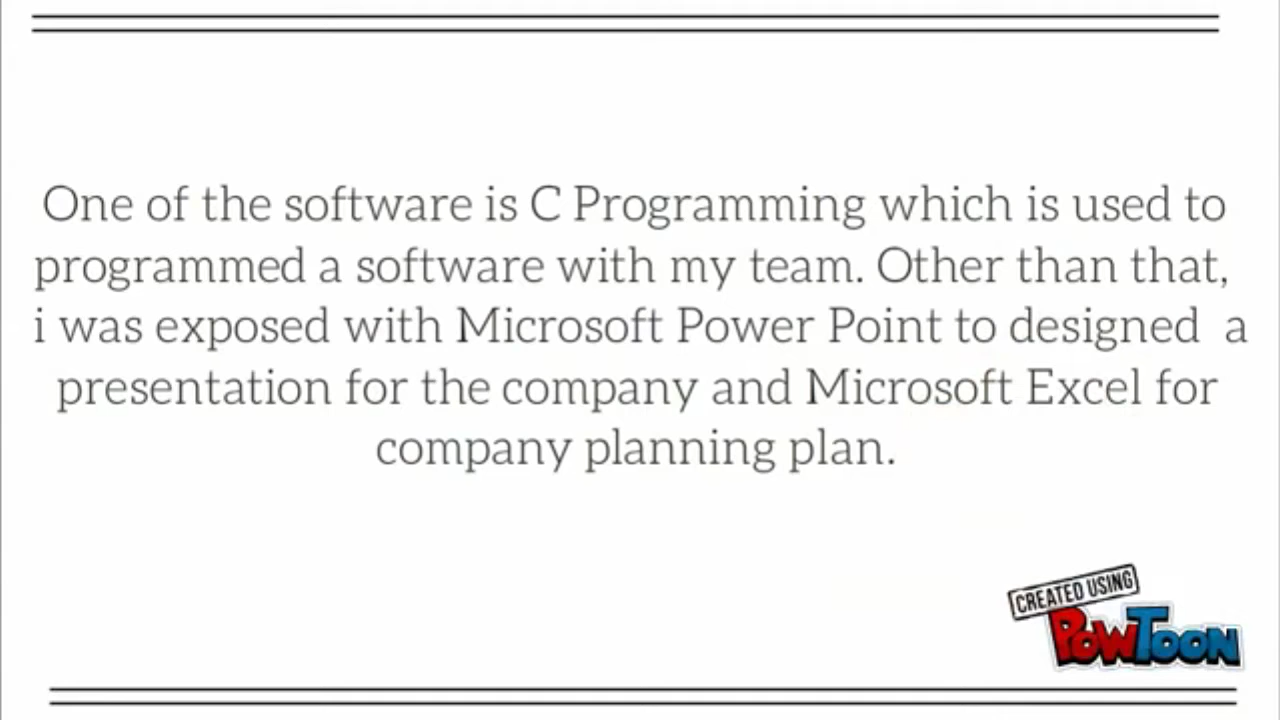 One of the software is C Programming which is used to
programmed a software with my team. Other than that,
i was exposed with Microsoft Power Point to designed  a
presentation for the company and Microsoft Excel for
company planning plan.
CREATED USING
POWTOON